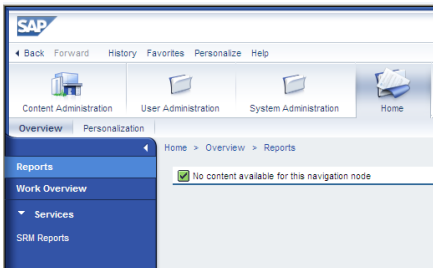 SAP
Back Forward History Favorites Personalize Help
Content Administration User Administration System Administration Home
Overview Personalization
Home > Overview > Reports
Reports
No content available for this navigation node
Work Overview
Services
SRM Reports